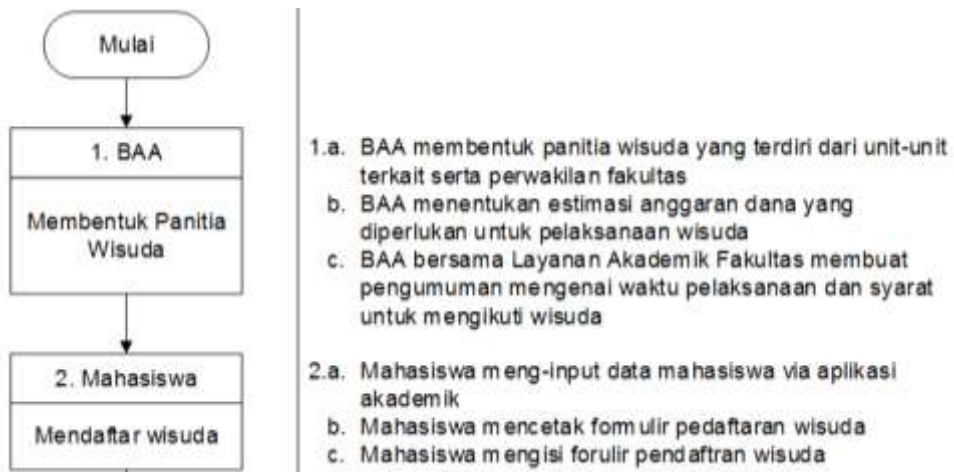 Mulai
1. BAA
Membentuk Panitia
Wisuda
1.a. BAA membentuk panitia wisuda yang terdiri dari unit-unit
terkait serta perwakilan fakultas
b. BAA menentukan estimasi anggaran dana yang
diperlukan untuk pelaksanaan wisuda
c. BAA bersama Layanan Akademik Fakultas membuat
pengumuman mengenai waktu pelaksanaan dan syarat
untuk mengikuti wisuda
2. Mahasiswa
Mendaftar wisuda
2.a. Mahasiswa meng-input data mahasiswa via aplikasi
akademik
b. Mahasiswa mencetak formulir pedaftaran wisuda
c. Mahasiswa mengisi forulir pendaftran wisuda